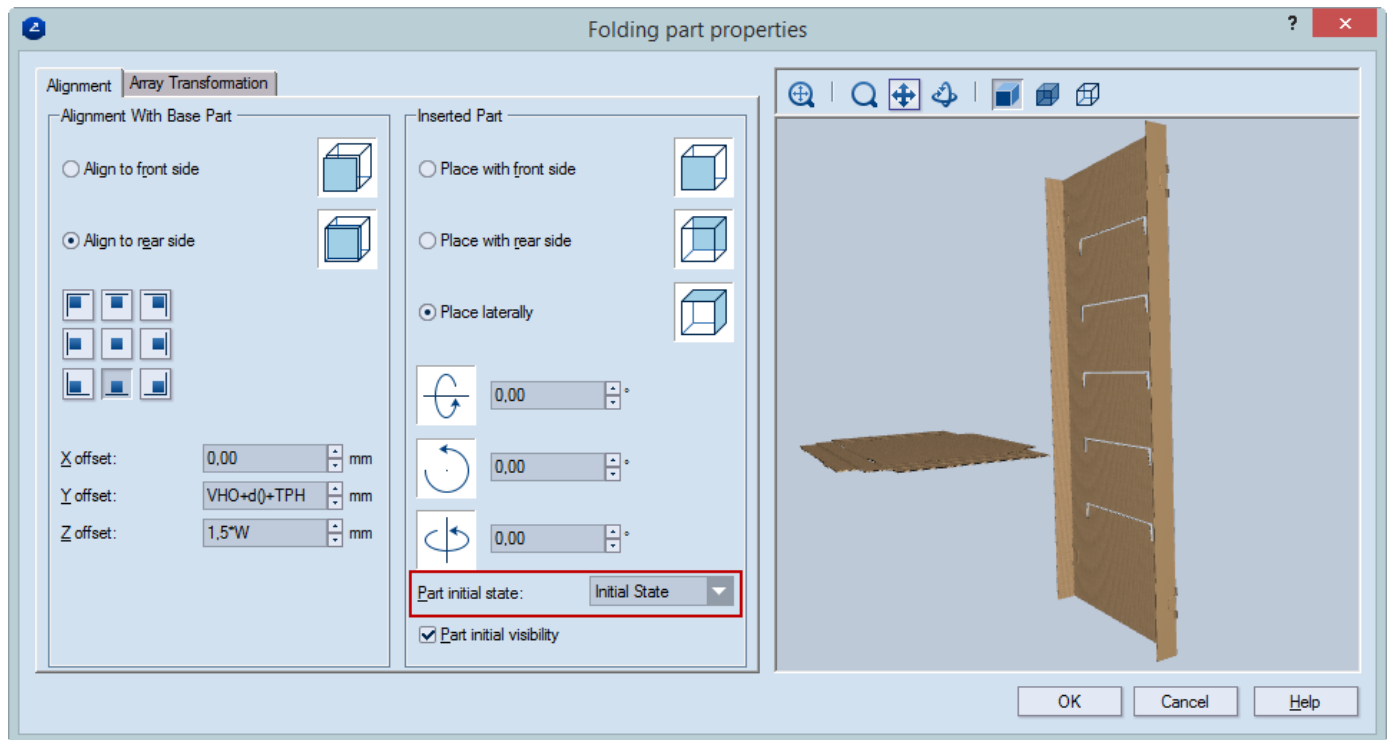 Folding part properties
?
Alignment
Array Transformation
Alignment With Base Part
Align to front side
Align to rear side
X offset:
0,00
mm
Y offset:
VHO+d()+TPH
mm
Z offset:
1,5*W
mm
Inserted Part
Place with front side
Place with rear side
Place laterally
0,00
°
0,00
°
0,00
°
Part initial state:
Initial State
Part initial visibility
OK
Cancel
Help